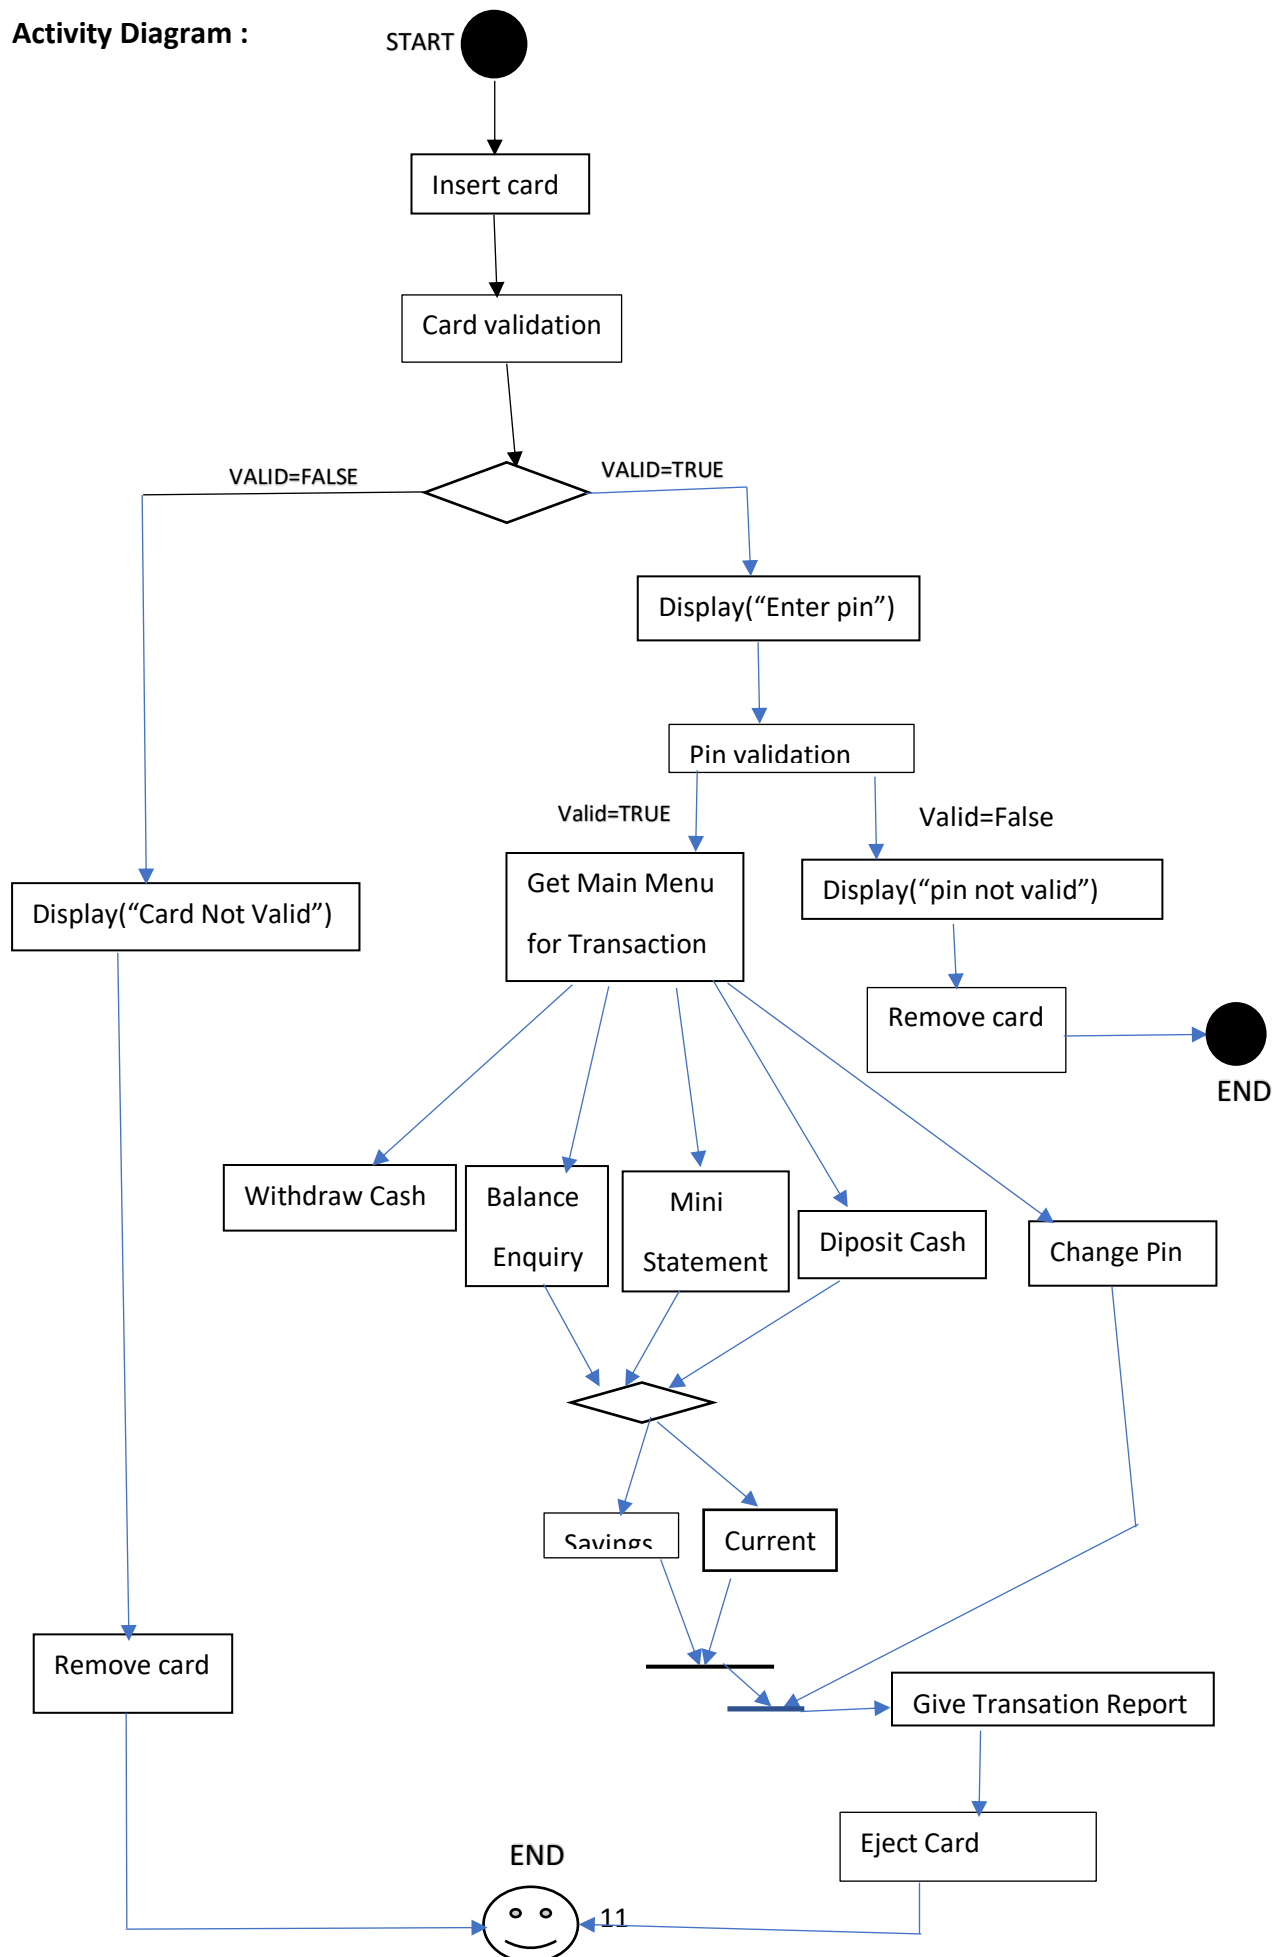 Activity Diagram :
START
Insert card
Card validation
VALID=FALSE
VALID=TRUE
Display(“Enter pin”)
Pin validation
Valid=TRUE
Valid=False
Get Main Menu
for Transaction
Display(“pin not valid”)
Display(“Card Not Valid”)
Remove card
END
Withdraw Cash
Balance
Enquiry
Mini
Statement
Diposit Cash
Change Pin
Savings
Current
Remove card
Give Transation Report
Eject Card
END
11